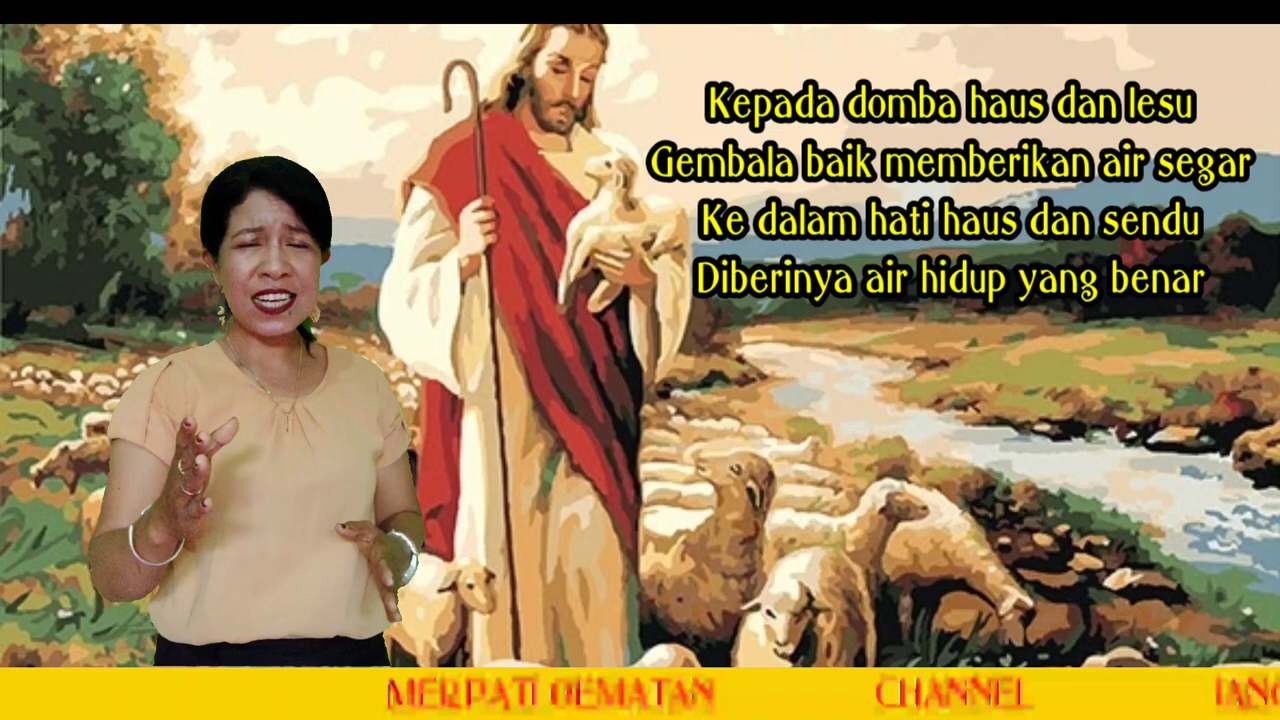 Kepada domba haus dan lesu
Gembala baik memberikan air segar
Ke dalam hati haus dan sendu
Diberinya air hidup yang benar
MERPATI OEMATAN CHANNEL